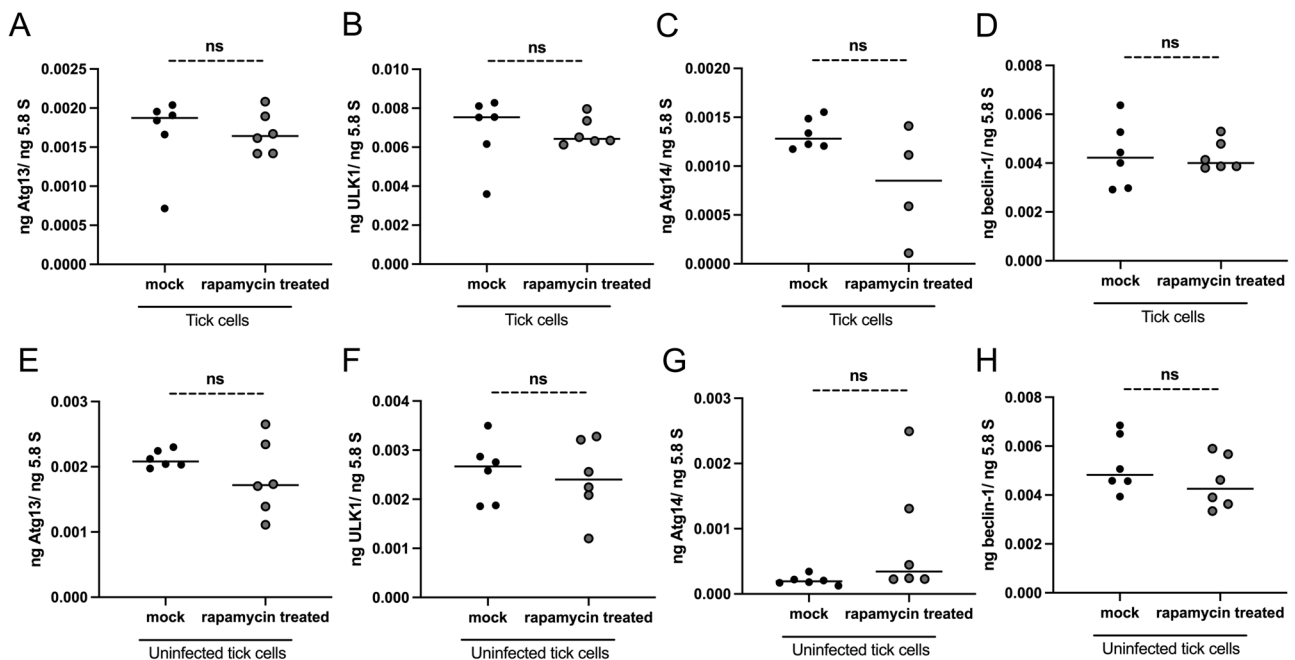 A
ns
ng Atg13/ ng 5.8 S
0.0025
0.0020
0.0015
0.0010
0.0005
0.0000
mock rapamycin treated
Tick cells
B
ns
ng ULK1/ ng 5.8 S
0.010
0.008
0.006
0.004
0.002
0.000
mock rapamycin treated
Tick cells
C
ns
ng Atg14/ ng 5.8 S
0.0020
0.0015
0.0010
0.0005
0.0000
mock rapamycin treated
Tick cells
D
ns
ng beclin-1/ ng 5.8 S
0.008
0.006
0.004
0.002
0.000
mock rapamycin treated
Tick cells
E
ns
ng Atg13/ ng 5.8 S
0.003
0.002
0.001
0.000
mock rapamycin treated
Uninfected tick cells
F
ns
ng ULK1/ ng 5.8 S
0.004
0.003
0.002
0.001
0.000
mock rapamycin treated
Uninfected tick cells
G
ns
ng Atg14/ ng 5.8 S
0.003
0.002
0.001
0.000
mock rapamycin treated
Uninfected tick cells
H
ns
ng beclin-1/ ng 5.8 S
0.008
0.006
0.004
0.002
0.000
mock rapamycin treated
Uninfected tick cells